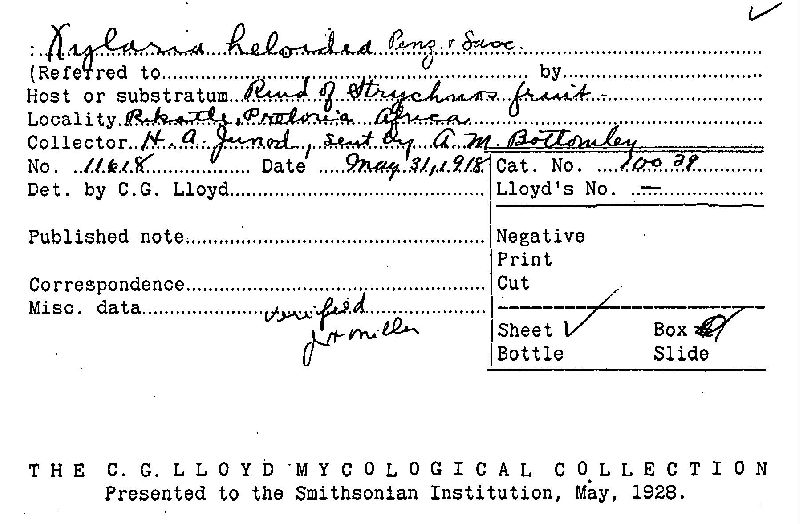 : Xylaria heloidea Penz & Sacc.
(Referred to by
Host or substratum Rind of Strychnos fruit -
Locality Rikatla, Pretoria Africa
Collector H. A. Junod, sent by A M Bottomley
No. 11618 Date May 31, 1918 Cat. No. 10039
Det. by C.G. Lloyd Lloyd's No. —
Published note Negative
Print
Correspondence Cut
Misc. data verified
J H Miller
Sheet 1 ✓ Box
Bottle Slide
THE C. G. LLOYD MYCOLOGICAL COLLECTION
Presented to the Smithsonian Institution, May, 1928.